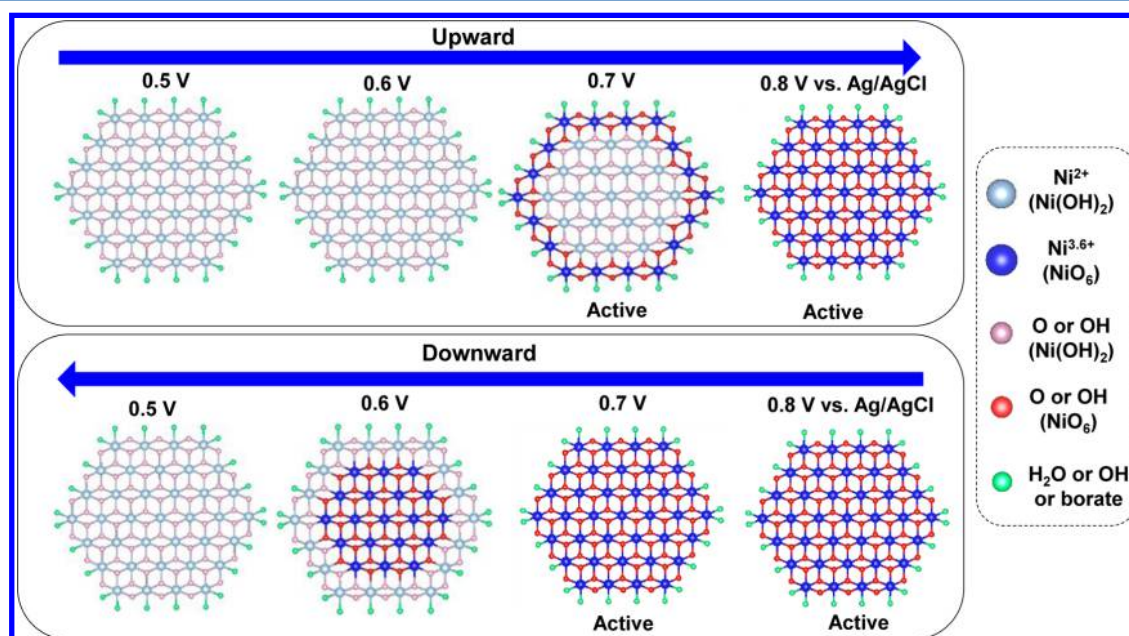 Upward
0.5 V
0.6 V
0.7 V
0.8 V vs. Ag/AgCl
Active
Active
Downward
0.5 V
0.6 V
0.7 V
0.8 V vs. Ag/AgCl
Active
Active
Ni²⁺
(Ni(OH)₂)
Ni³·⁶⁺
(NiO₆)
O or OH
(Ni(OH)₂)
O or OH
(NiO₆)
H₂O or OH
or borate